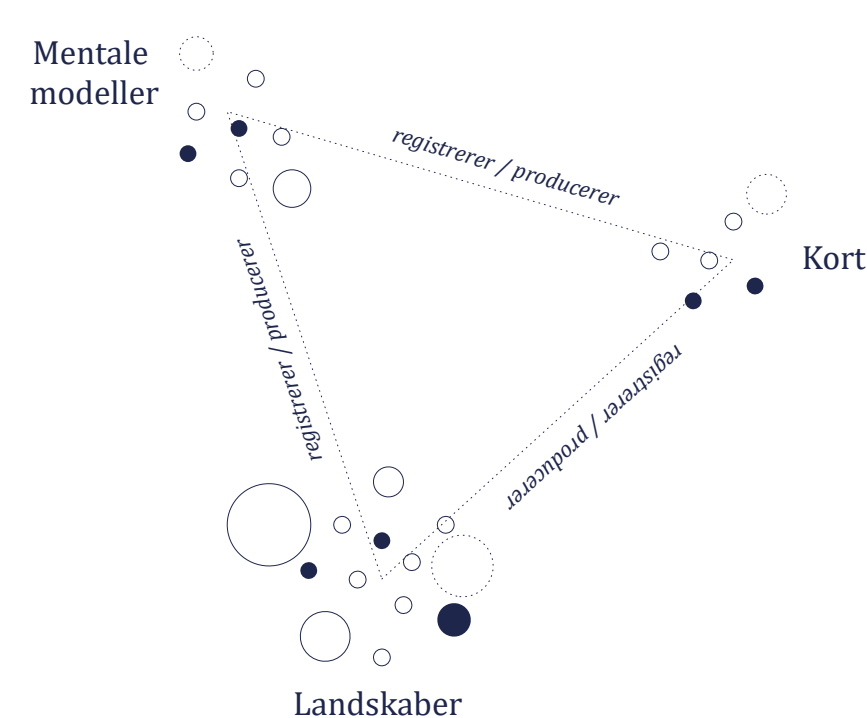 Mentale
modeller
registrerer / producerer
Kort
registrerer / producerer
registrerer / producerer
Landskaber